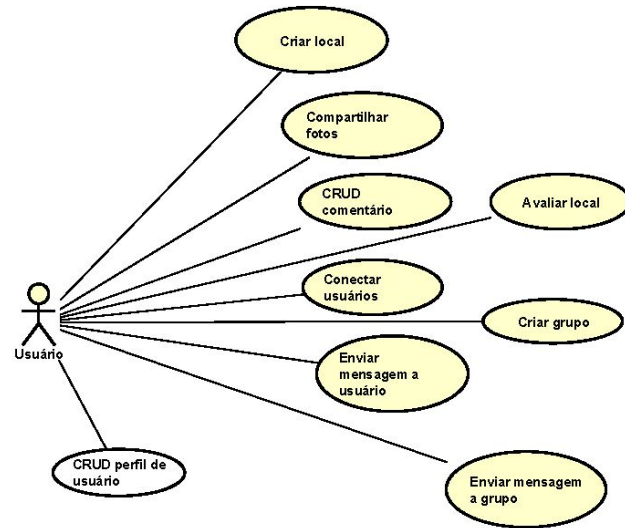 Criar local
Compartilhar
fotos
CRUD
comentário
Avaliar local
Conectar
usuários
Criar grupo
Usuário
Enviar
mensagem a
usuário
CRUD perfil de
usuário
Enviar mensagem
a grupo